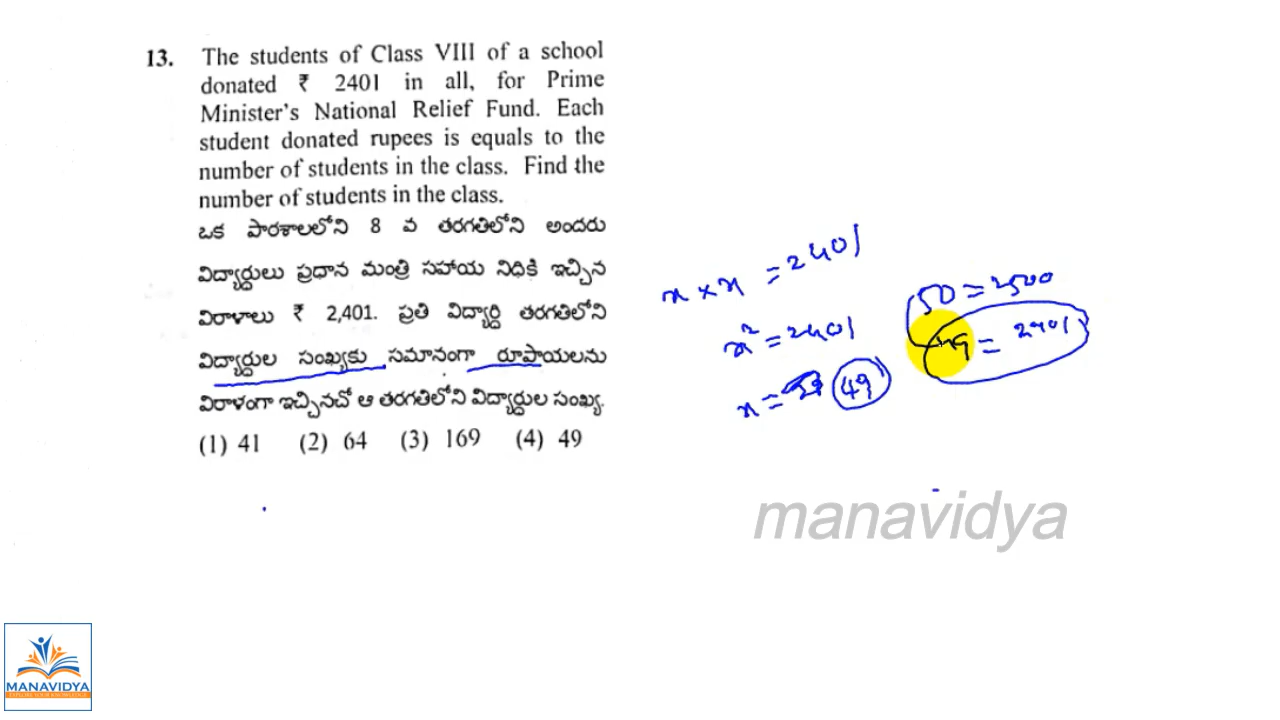 13. The students of Class VIII of a school
donated ₹ 2401 in all, for Prime
Minister's National Relief Fund. Each
student donated rupees is equals to the
number of students in the class. Find the
number of students in the class.
ఒక పాఠశాలలోని 8 వ తరగతిలోని అందరు
విద్యార్థులు ప్రధాన మంత్రి సహాయ నిధికి ఇచ్చిన
విరాళాలు ₹ 2,401. ప్రతి విద్యార్థి తరగతిలోని
విద్యార్థుల సంఖ్యకు సమానంగా రూపాయలను
విరాళంగా ఇచ్చినచో ఆ తరగతిలోని విద్యార్థుల సంఖ్య.
(1) 41 (2) 64 (3) 169 (4) 49
x × x = 2401
x² = 2401
x = 49
50 = 2500
49 = 2401
manavidya
MANAVIDYA